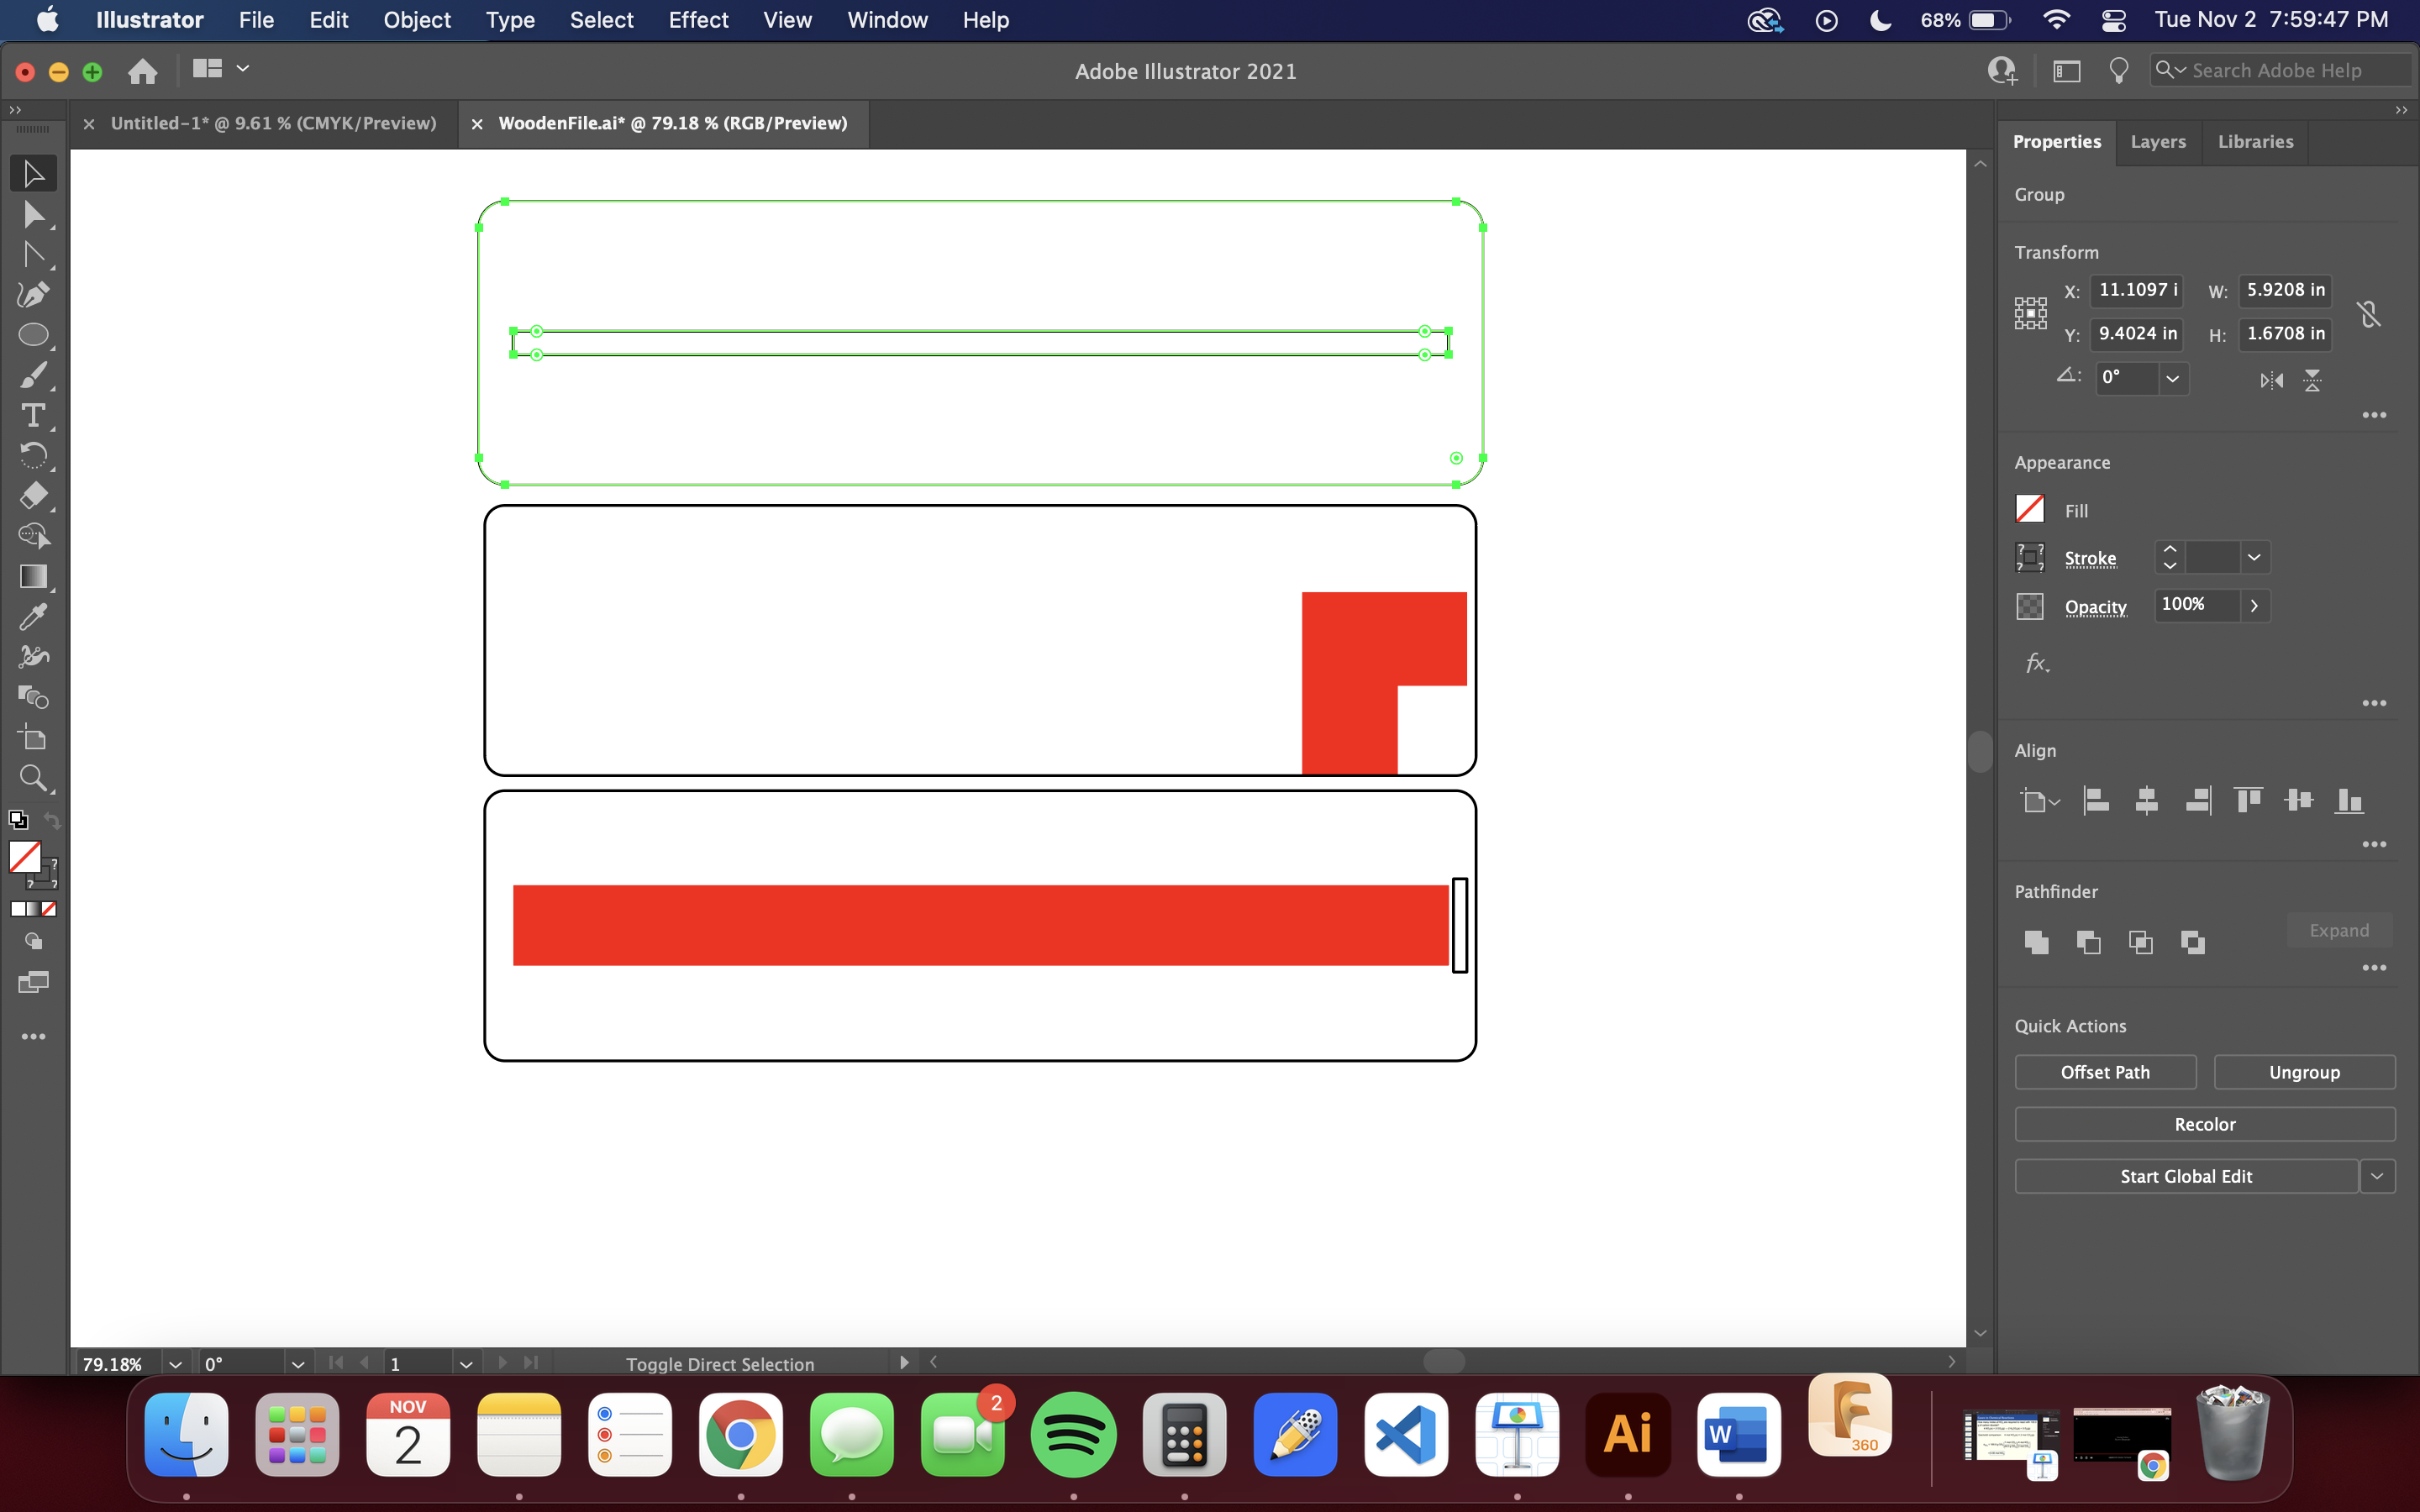 Illustrator File Edit Object Type Select Effect View Window Help 68% Tue Nov 2 7:59:47 PM
Adobe Illustrator 2021
Search Adobe Help
Untitled-1* @ 9.61 % (CMYK/Preview) WoodenFile.ai* @ 79.18 % (RGB/Preview)
Properties Layers Libraries
Group
Transform
X: 11.1097 i W: 5.9208 in
Y: 9.4024 in H: 1.6708 in
0°
Appearance
Fill
Stroke
Opacity 100%
fx
Align
Pathfinder
Expand
Quick Actions
Offset Path Ungroup
Recolor
Start Global Edit
79.18% 0° 1 Toggle Direct Selection
NOV
2
2
Ai
W
360